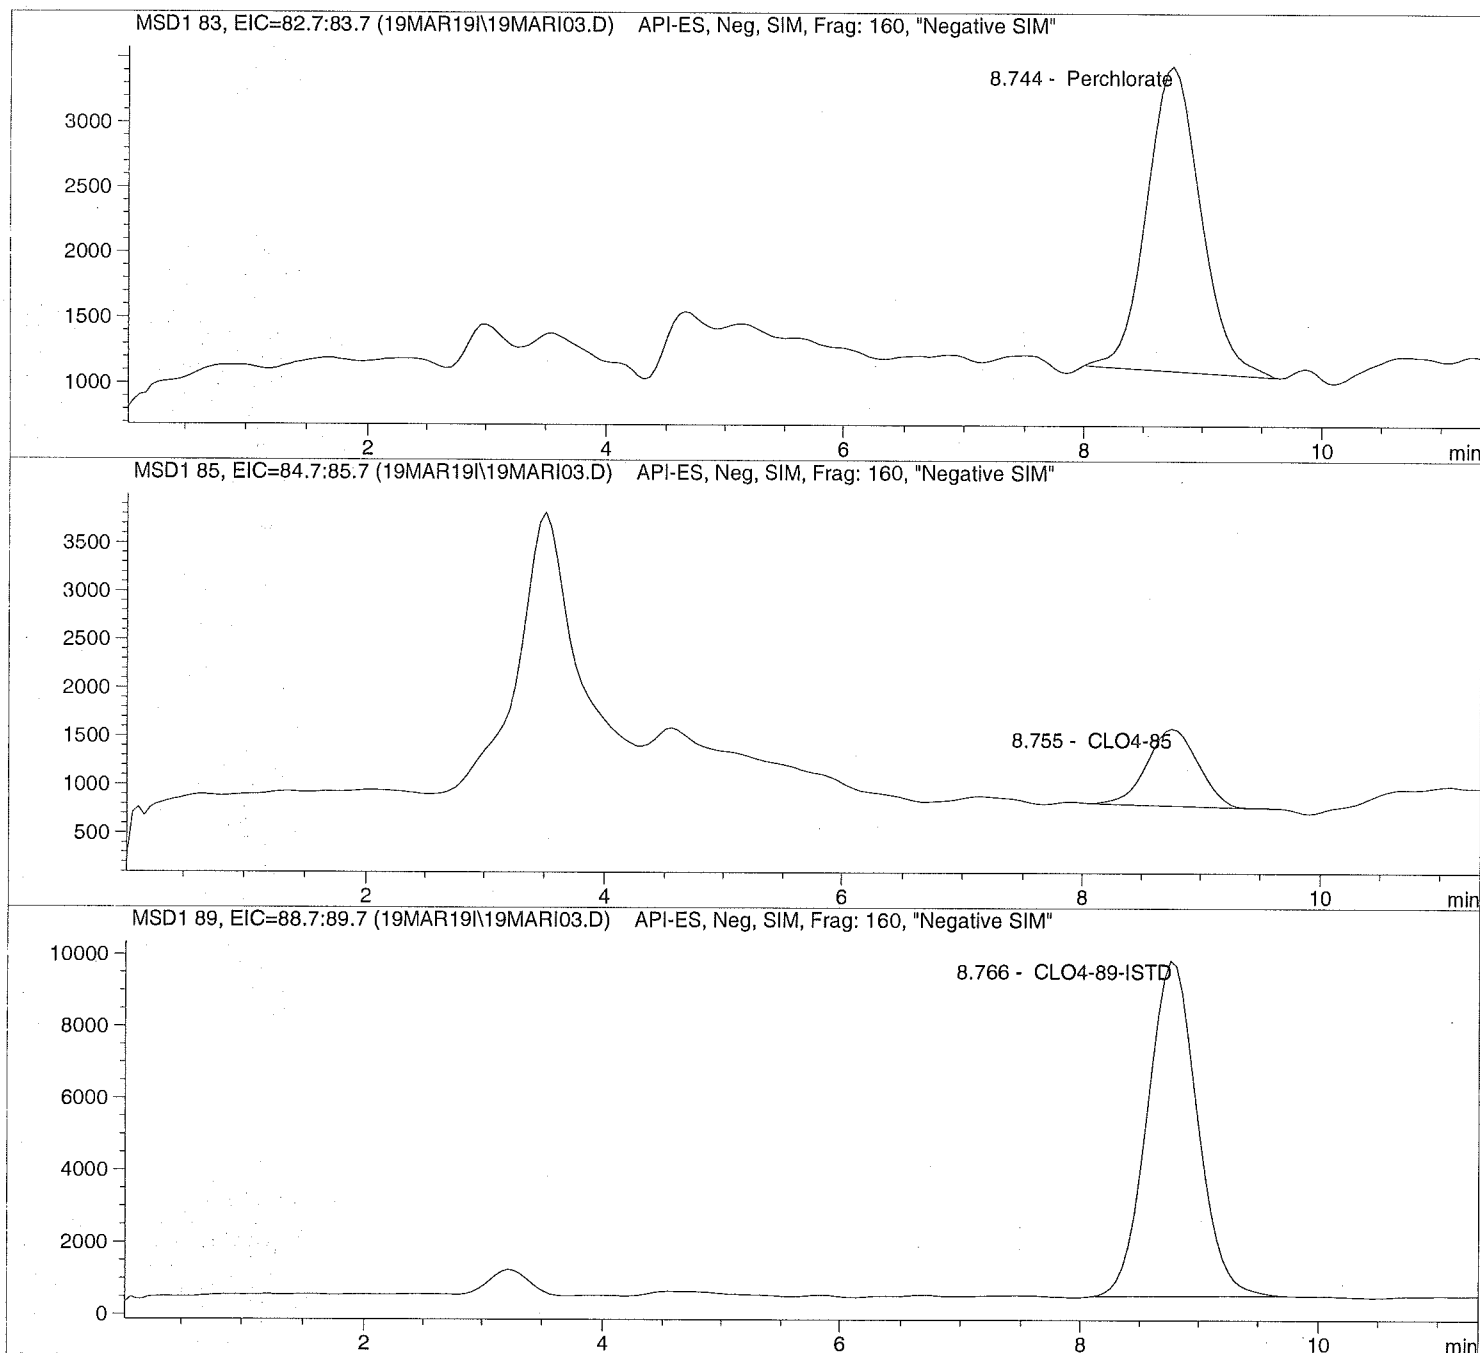 MSD1 83, EIC=82.7:83.7 (19MAR19I\19MARI03.D) API-ES, Neg, SIM, Frag: 160, "Negative SIM"
8.744 - Perchlorate
3000
2500
2000
1500
1000
2 4 6 8 10 min
MSD1 85, EIC=84.7:85.7 (19MAR19I\19MARI03.D) API-ES, Neg, SIM, Frag: 160, "Negative SIM"
3500
3000
2500
2000
1500
8.755 - CLO4-85
1000
500
2 4 6 8 10 min
MSD1 89, EIC=88.7:89.7 (19MAR19I\19MARI03.D) API-ES, Neg, SIM, Frag: 160, "Negative SIM"
10000
8.766 - CLO4-89-ISTD
8000
6000
4000
2000
0
2 4 6 8 10 min